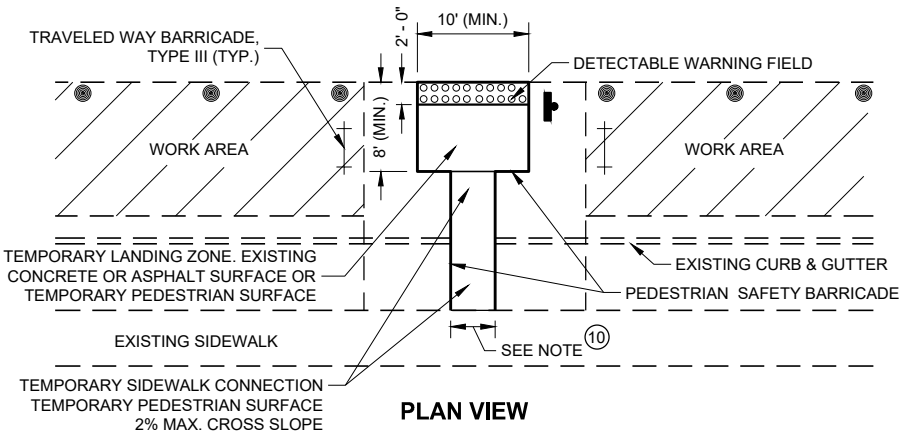 10' (MIN.)
2' - 0"
TRAVELED WAY BARRICADE,
TYPE III (TYP.)
DETECTABLE WARNING FIELD
8' (MIN.)
WORK AREA
WORK AREA
TEMPORARY LANDING ZONE. EXISTING
CONCRETE OR ASPHALT SURFACE OR
TEMPORARY PEDESTRIAN SURFACE
EXISTING CURB & GUTTER
PEDESTRIAN SAFETY BARRICADE
EXISTING SIDEWALK
SEE NOTE 10
TEMPORARY SIDEWALK CONNECTION
TEMPORARY PEDESTRIAN SURFACE
2% MAX. CROSS SLOPE
PLAN VIEW